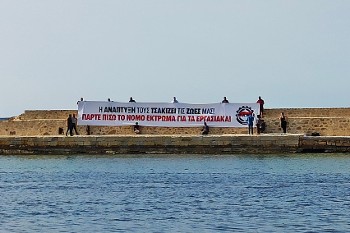 Η ΑΝΑΠΤΥΞΗ ΤΟΥΣ ΤΣΑΚΙΖΕΙ ΤΙΣ ΖΩΕΣ ΜΑΣ!
ΠΑΡΤΕ ΠΙΣΩ ΤΟ ΝΟΜΟ ΕΚΤΡΩΜΑ ΓΙΑ ΤΑ ΕΡΓΑΣΙΑΚΑ!